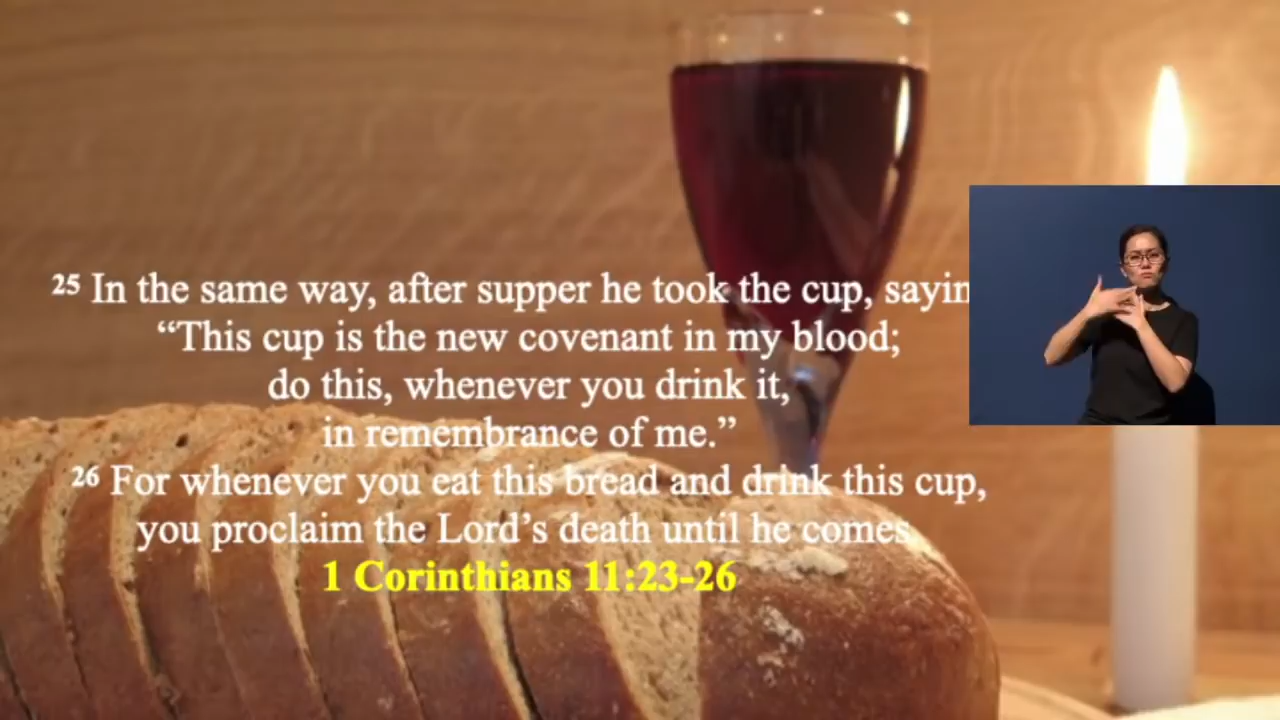 25 In the same way, after supper he took the cup, sayin
“This cup is the new covenant in my blood;
do this, whenever you drink it,
in remembrance of me.”
26 For whenever you eat this bread and drink this cup,
you proclaim the Lord’s death until he comes.
1 Corinthians 11:23-26